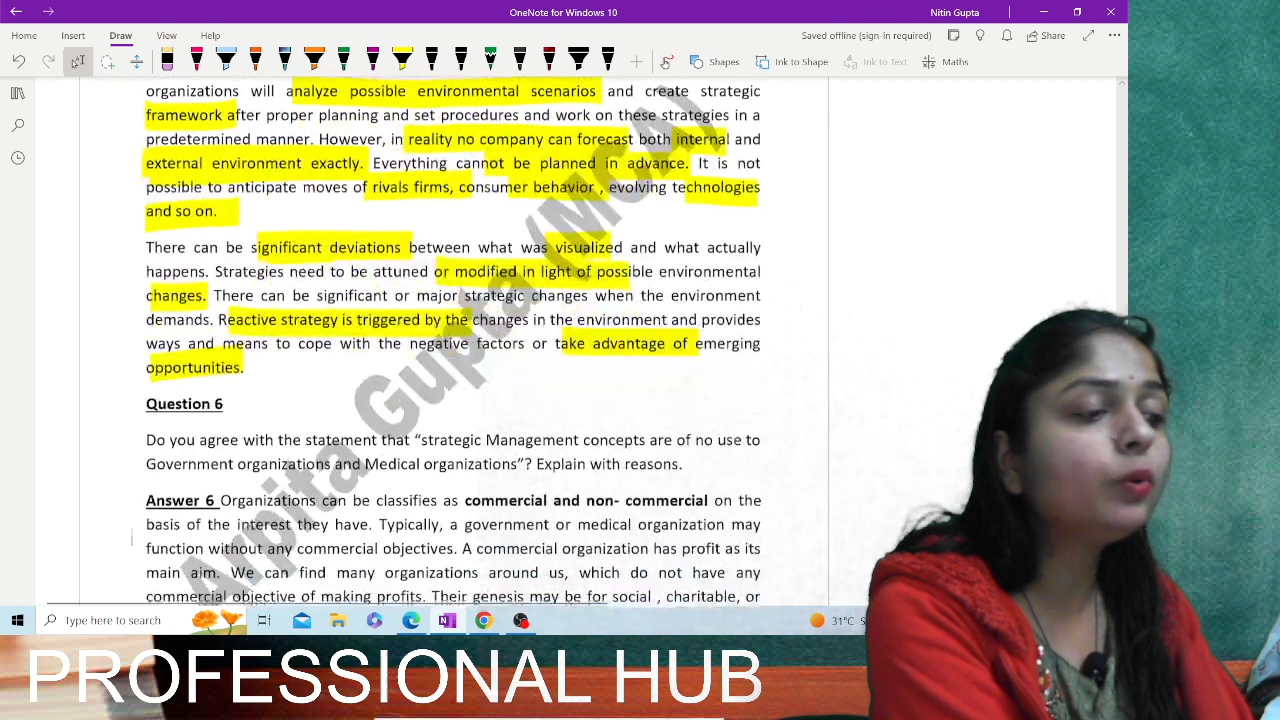 OneNote for Windows 10
Nitin Gupta
Home Insert Draw View Help
Saved offline (sign-in required) Share
Shapes Ink to Shape Ink to Text Maths
organizations will analyze possible environmental scenarios and create strategic
framework after proper planning and set procedures and work on these strategies in a
predetermined manner. However, in reality no company can forecast both internal and
external environment exactly. Everything cannot be planned in advance. It is not
possible to anticipate moves of rivals firms, consumer behavior , evolving technologies
and so on.
There can be significant deviations between what was visualized and what actually
happens. Strategies need to be attuned or modified in light of possible environmental
changes. There can be significant or major strategic changes when the environment
demands. Reactive strategy is triggered by the changes in the environment and provides
ways and means to cope with the negative factors or take advantage of emerging
opportunities.
Question 6
Do you agree with the statement that “strategic Management concepts are of no use to
Government organizations and Medical organizations”? Explain with reasons.
Answer 6 Organizations can be classifies as commercial and non- commercial on the
basis of the interest they have. Typically, a government or medical organization may
function without any commercial objectives. A commercial organization has profit as its
main aim. We can find many organizations around us, which do not have any
commercial objective of making profits. Their genesis may be for social , charitable, or
Arpita Gupta (MCA)
Type here to search
31°C
PROFESSIONAL HUB